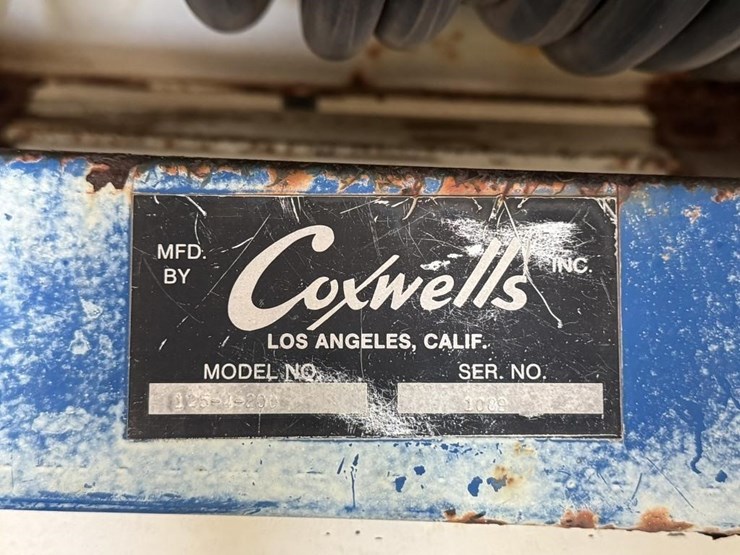 MFD.
BY
Coxwells INC.
LOS ANGELES, CALIF.
MODEL NO.
SER. NO.